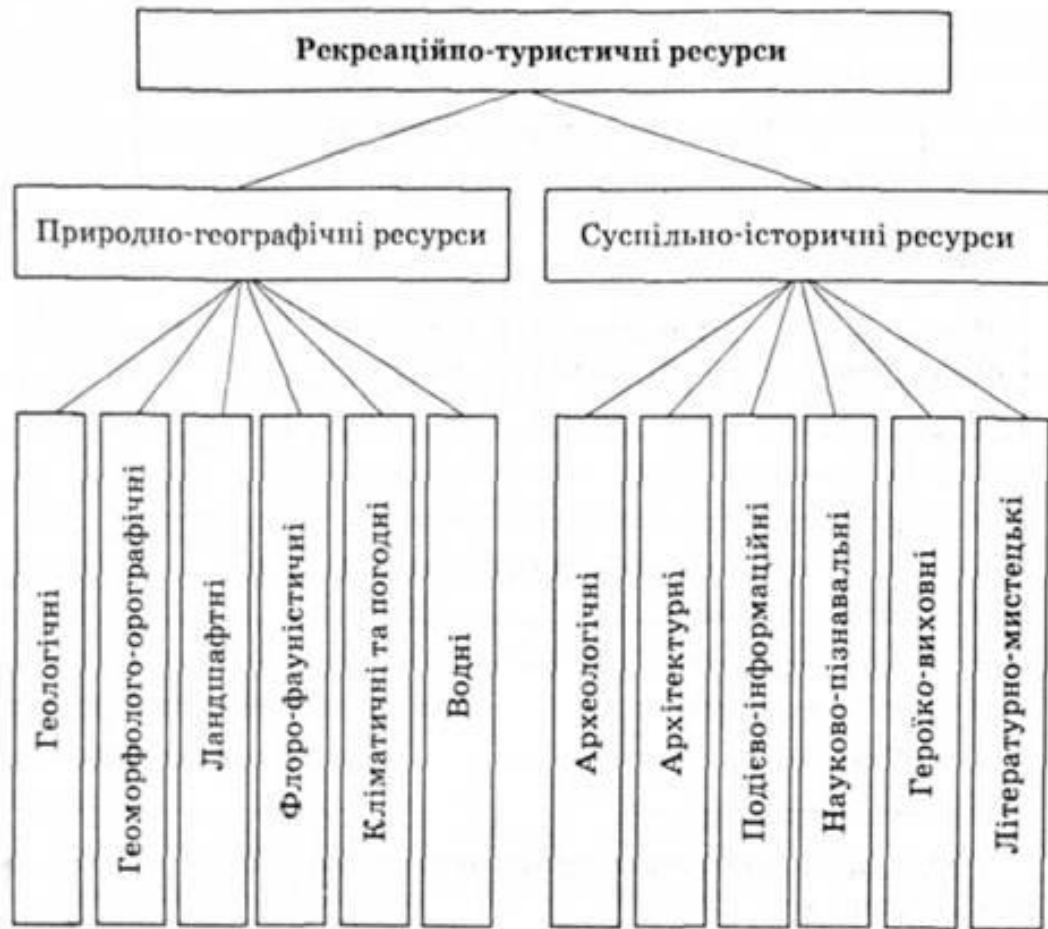 Рекреаційно-туристичні ресурси
Природно-географічні ресурси
Суспільно-історичні ресурси
Геологічні
Геоморфолого-орографічні
Ландшафтні
Флоро-фауністичні
Кліматичні та погодні
Водні
Археологічні
Архітектурні
Подієво-інформаційні
Науково-пізнавальні
Героїко-виховні
Літературно-мистецькі